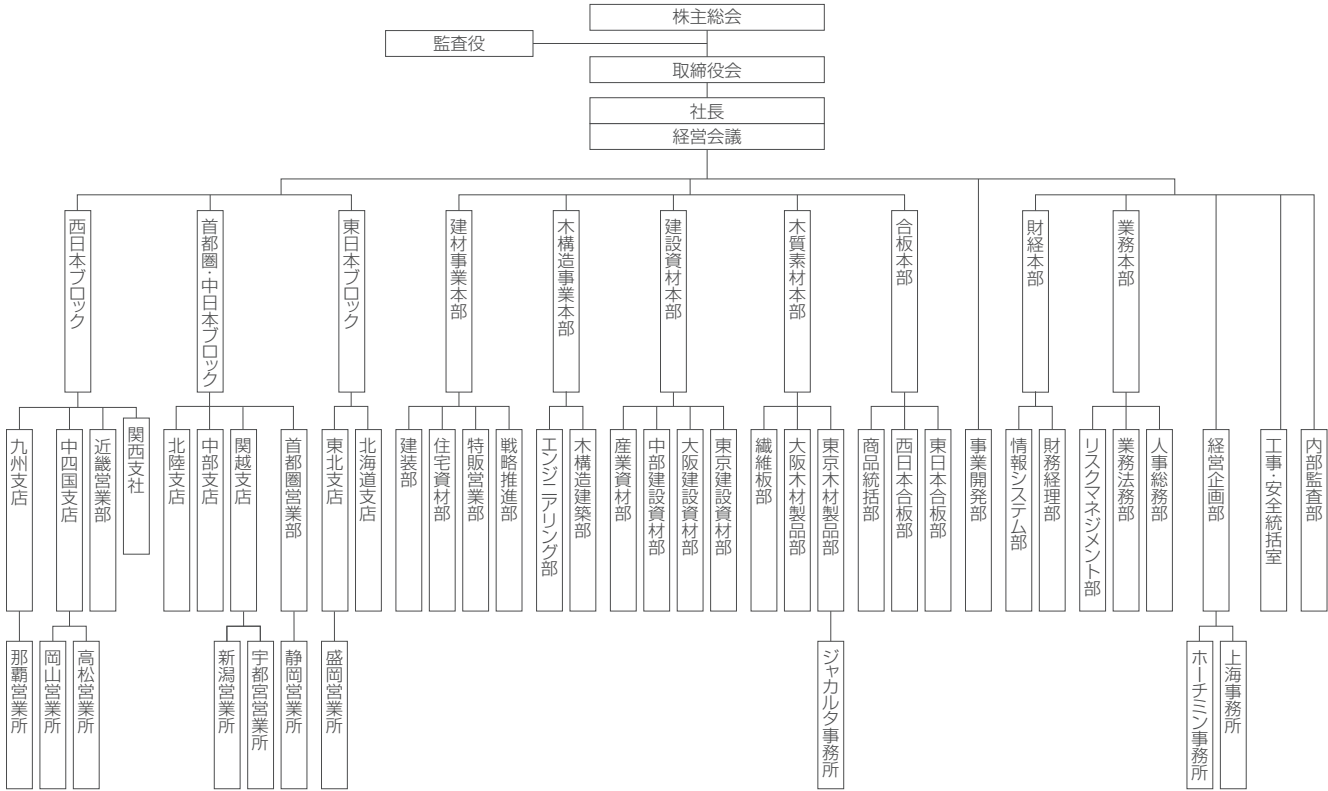 株主総会
監査役
取締役会
社長
経営会議
西日本ブロック
首都圏・中日本ブロック
東日本ブロック
建材事業本部
木構造事業本部
建設資材本部
木質素材本部
合板本部
財経本部
業務本部
九州支店
中四国支店
近畿営業部
関西支社
北陸支店
中部支店
関越支店
首都圏営業部
東北支店
北海道支店
建装部
住宅資材部
特販営業部
戦略推進部
エンジニアリング部
木構造建築部
産業資材部
中部建設資材部
大阪建設資材部
東京建設資材部
繊維板部
大阪木材製品部
東京木材製品部
商品統括部
西日本合板部
東日本合板部
事業開発部
情報システム部
財務経理部
リスクマネジメント部
業務法務部
人事総務部
経営企画部
工事・安全統括室
内部監査部
那覇営業所
岡山営業所
高松営業所
新潟営業所
宇都宮営業所
静岡営業所
盛岡営業所
ジャカルタ事務所
ホーチミン事務所
上海事務所